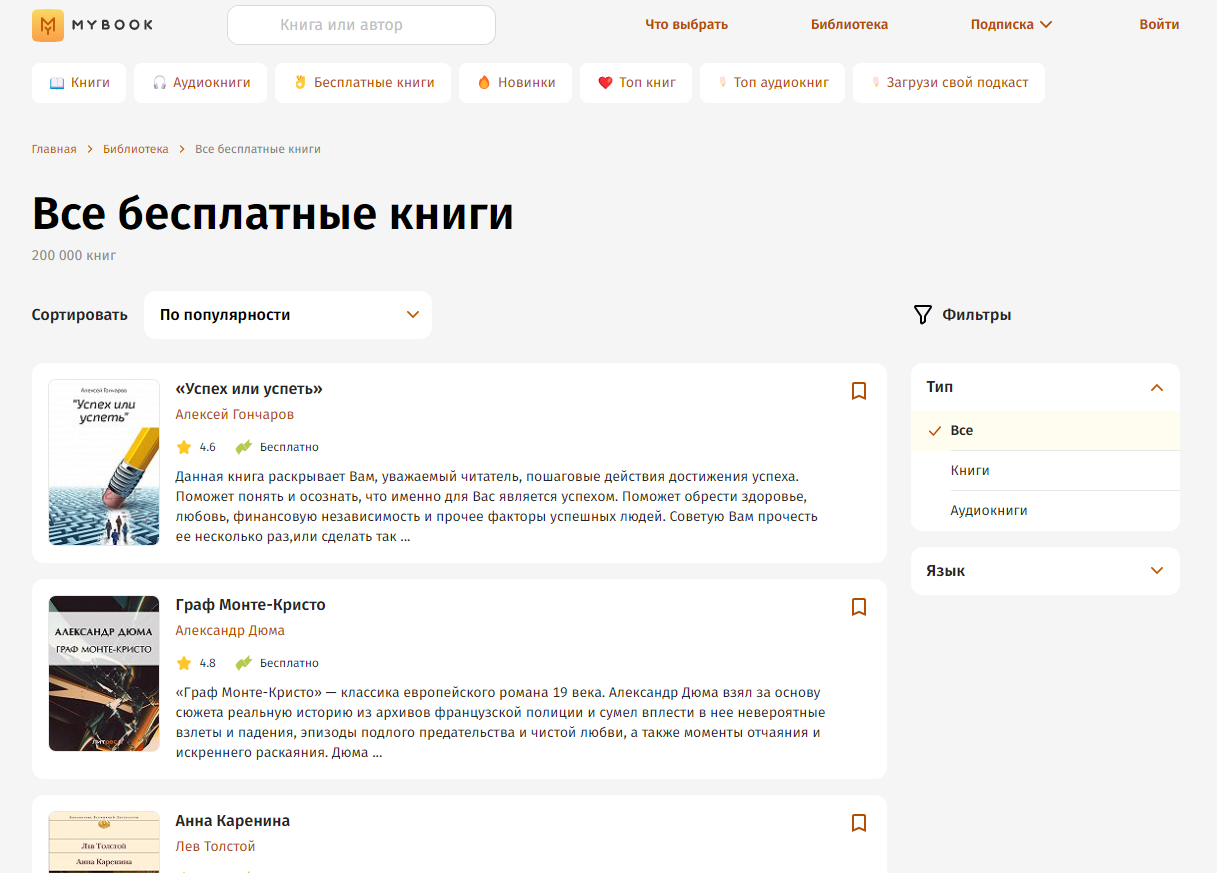 MYBOOK
Книга или автор
Что выбрать
Библиотека
Подписка
Войти
Книги
Аудиокниги
Бесплатные книги
Новинки
Топ книг
Топ аудиокниг
Загрузи свой подкаст
Главная
Библиотека
Все бесплатные книги
Все бесплатные книги
200 000 книг
Сортировать
По популярности
Фильтры
Алексей Гончаров
"Успех или
успеть"
«Успех или успеть»
Алексей Гончаров
4.6
Бесплатно
Данная книга раскрывает Вам, уважаемый читатель, пошаговые действия достижения успеха.
Поможет понять и осознать, что именно для Вас является успехом. Поможет обрести здоровье,
любовь, финансовую независимость и прочее факторы успешных людей. Советую Вам прочесть
ее несколько раз,или сделать так ...
Тип
Все
Книги
Аудиокниги
Язык
АЛЕКСАНДР ДЮМА
ГРАФ МОНТЕ-КРИСТО
Граф Монте-Кристо
Александр Дюма
4.8
Бесплатно
«Граф Монте-Кристо» — классика европейского романа 19 века. Александр Дюма взял за основу
сюжета реальную историю из архивов французской полиции и сумел вплести в нее невероятные
взлеты и падения, эпизоды подлого предательства и чистой любви, а также моменты отчаяния и
искреннего раскаяния. Дюма ...
Лев Толстой
Анна Каренина
Анна Каренина
Лев Толстой